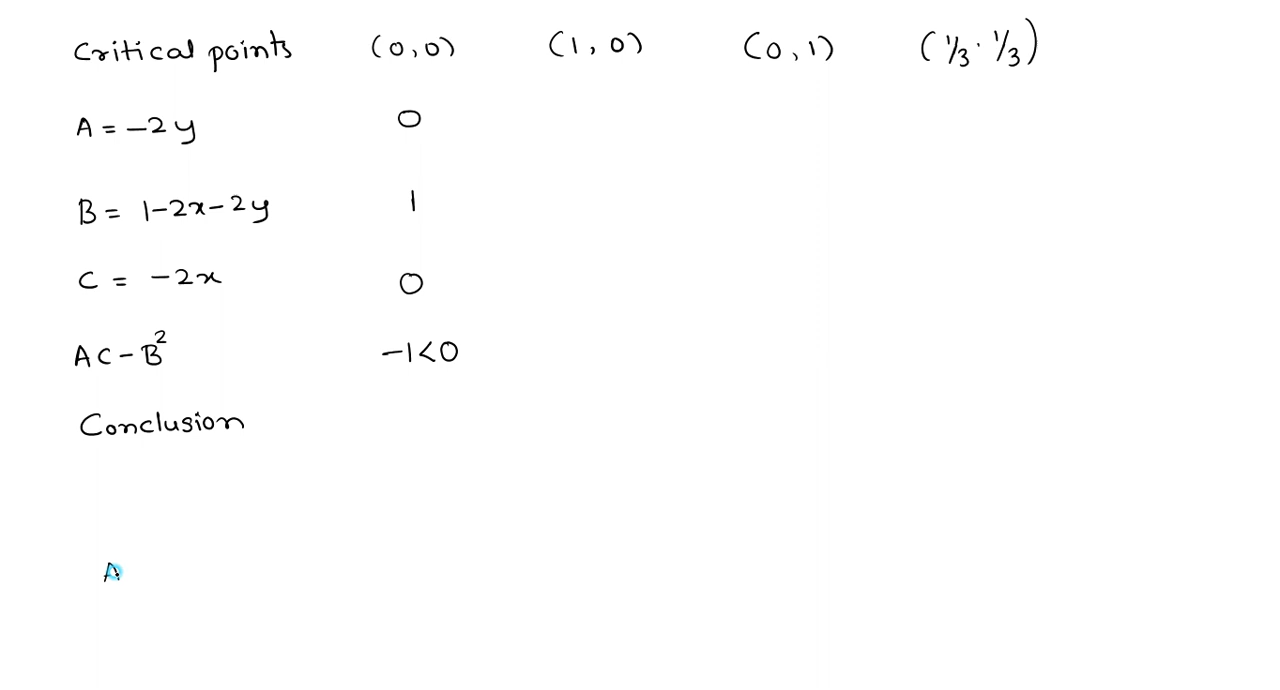 Critical points (0,0) (1,0) (0,1) (1/3.1/3)
A = -2y 0
B = 1-2x-2y 1
C = -2x 0
AC-B² -1<0
Conclusion
A